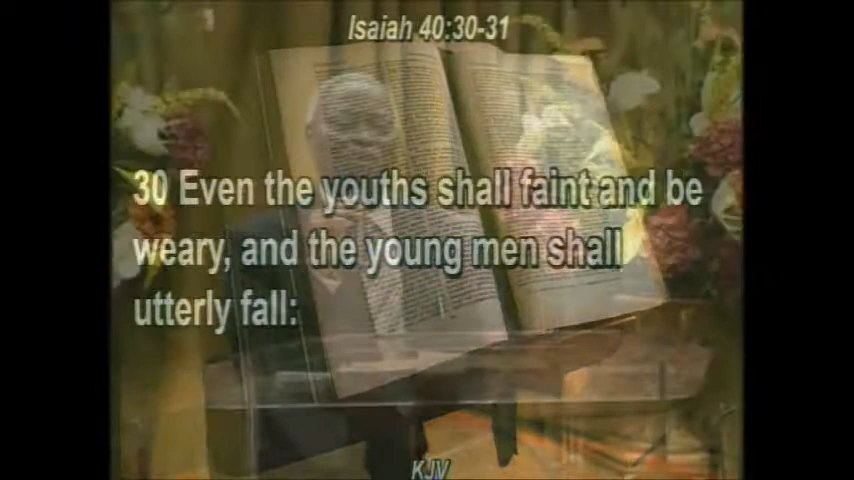 Isaiah 40:30-31
30 Even the youths shall faint and be
weary, and the young men shall
utterly fall:
KJV